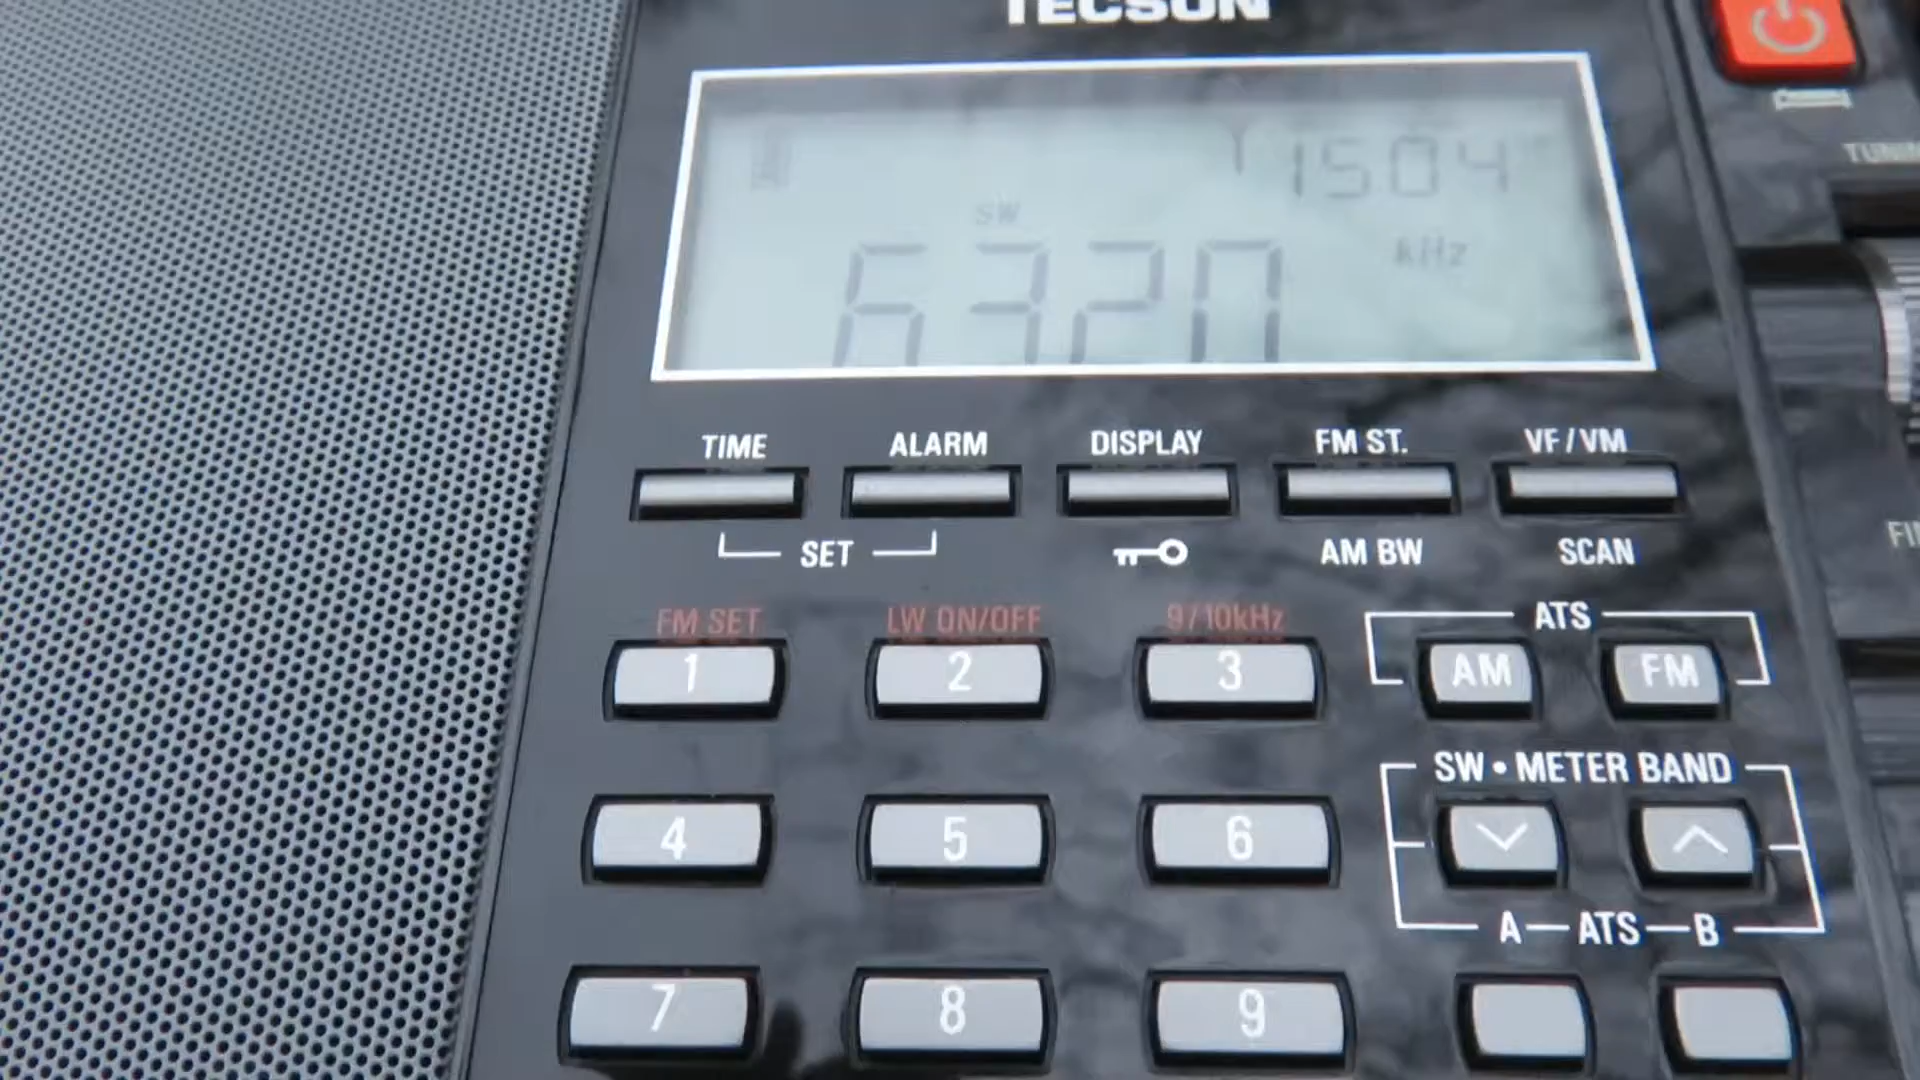 TECSUN
15:04
SW
6320 kHz
TIME ALARM DISPLAY FM ST. VF/VM
SET AM BW SCAN
FM SET LW ON/OFF 9/10kHz ATS
1 2 3 AM FM
SW•METER BAND
4 5 6
A—ATS—B
7 8 9